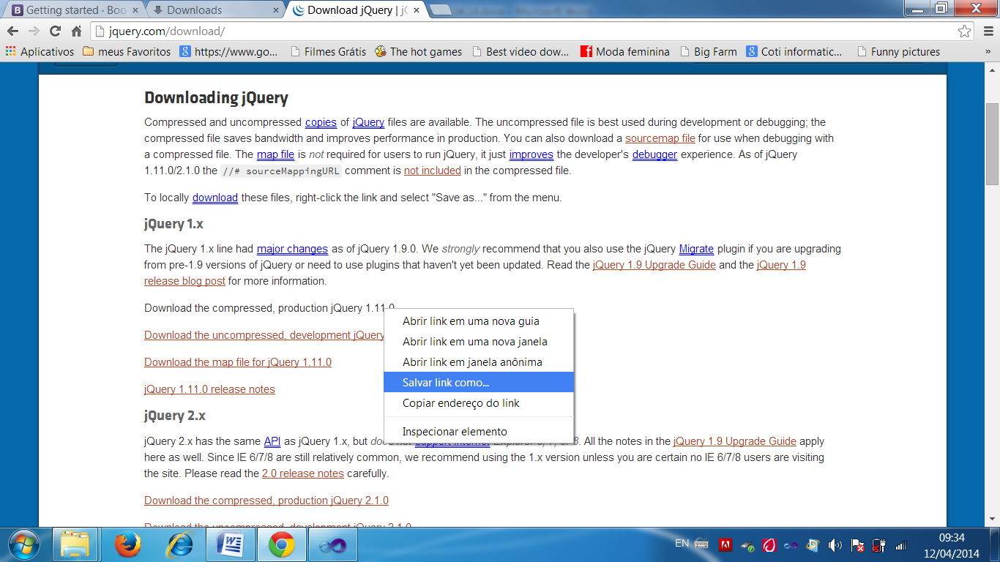 Getting started · Boo
Downloads
Download jQuery | jQ
jquery.com/download/
Aplicativos
meus Favoritos
https://www.go...
Filmes Grátis
The hot games
Best video dow...
Moda feminina
Big Farm
Coti informatic...
Funny pictures
»
Downloading jQuery
Compressed and uncompressed copies of jQuery files are available. The uncompressed file is best used during development or debugging; the
compressed file saves bandwidth and improves performance in production. You can also download a sourcemap file for use when debugging with
a compressed file. The map file is not required for users to run jQuery, it just improves the developer's debugger experience. As of jQuery
1.11.0/2.1.0 the //# sourceMappingURL comment is not included in the compressed file.
To locally download these files, right-click the link and select "Save as..." from the menu.
jQuery 1.x
The jQuery 1.x line had major changes as of jQuery 1.9.0. We strongly recommend that you also use the jQuery Migrate plugin if you are upgrading
from pre-1.9 versions of jQuery or need to use plugins that haven't yet been updated. Read the jQuery 1.9 Upgrade Guide and the jQuery 1.9
release blog post for more information.
Download the compressed, production jQuery 1.11.0
Download the uncompressed, development jQuery
Download the map file for jQuery 1.11.0
jQuery 1.11.0 release notes
Abrir link em uma nova guia
Abrir link em uma nova janela
Abrir link em janela anônima
Salvar link como...
Copiar endereço do link
Inspecionar elemento
jQuery 2.x
jQuery 2.x has the same API as jQuery 1.x, but does not support Internet Explorer 6, 7, or 8. All the notes in the jQuery 1.9 Upgrade Guide apply
here as well. Since IE 6/7/8 are still relatively common, we recommend using the 1.x version unless you are certain no IE 6/7/8 users are visiting
the site. Please read the 2.0 release notes carefully.
Download the compressed, production jQuery 2.1.0
Download the uncompressed, development jQuery 2.1.0
EN
09:34
12/04/2014